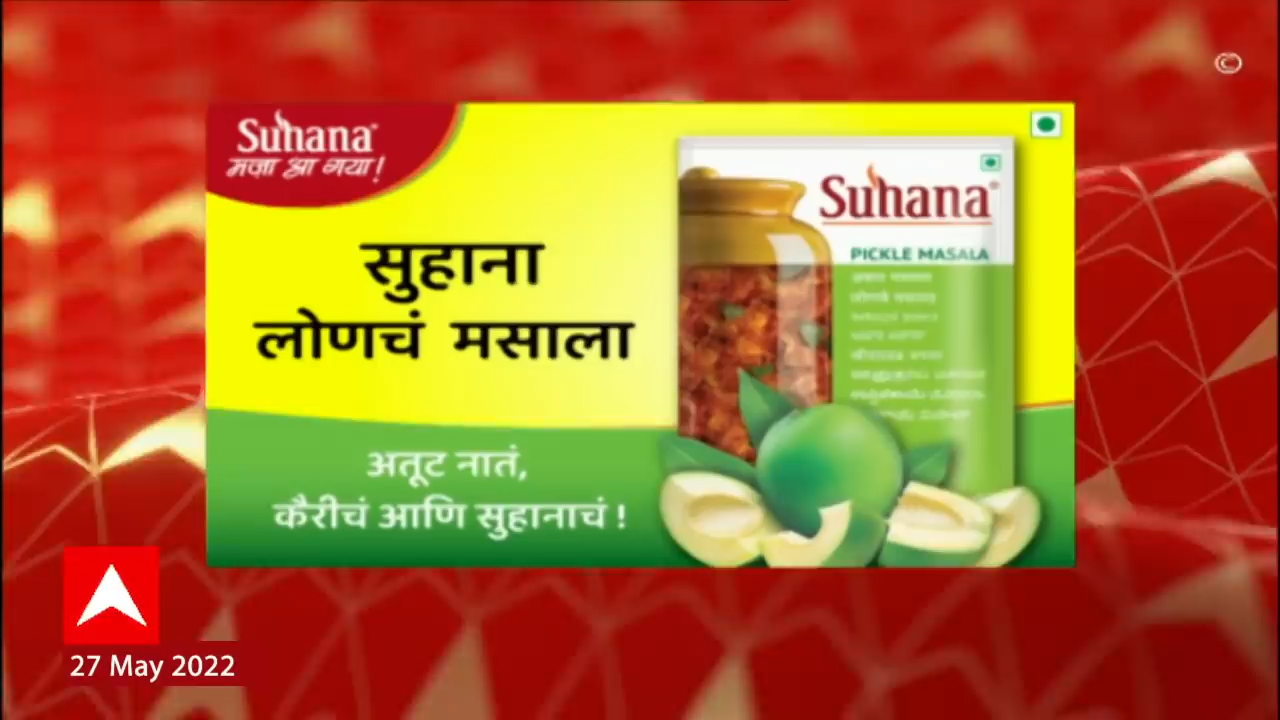 ©
Suhana
मज़ा आ गया!
सुहाना
लोणचं मसाला
अतूट नातं,
कैरीचं आणि सुहानाचं !
Suhana
PICKLE MASALA
27 May 2022